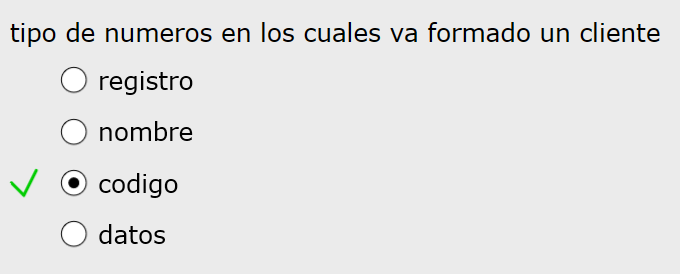 tipo de numeros en los cuales va formado un cliente
registro
nombre
codigo
datos